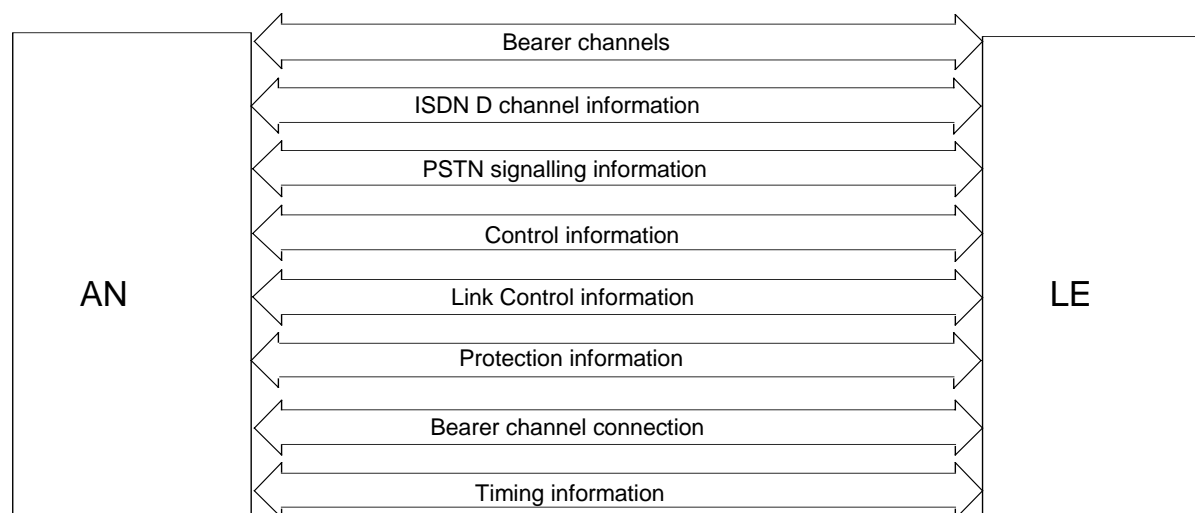 Bearer channels
ISDN D channel information
PSTN signalling information
Control information
AN
Link Control information
LE
Protection information
Bearer channel connection
Timing information